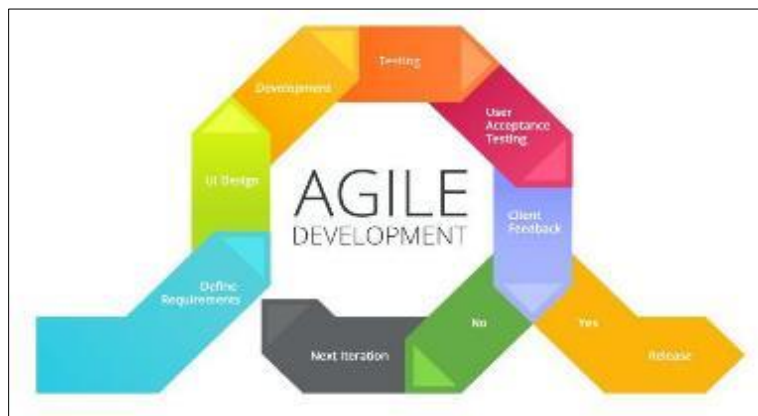 Define
Requirements
UI Design
Development
Testing
User
Acceptance
Testing
Client
Feedback
AGILE
DEVELOPMENT
No
Yes
Next Iteration
Release